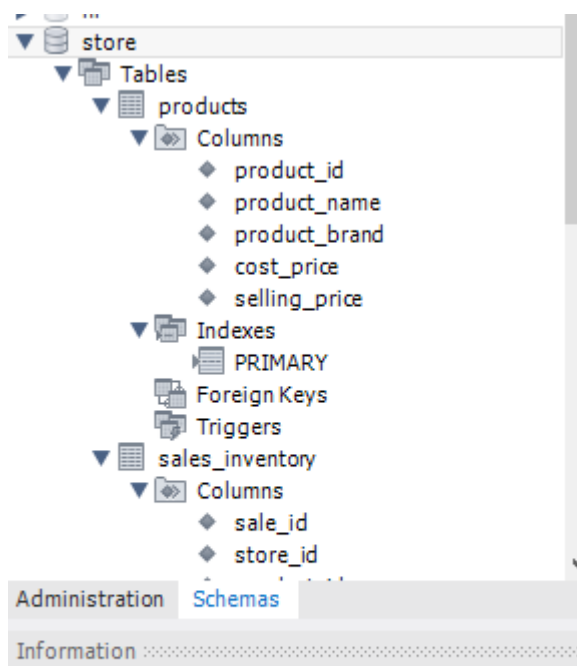 store
Tables
products
Columns
product_id
product_name
product_brand
cost_price
selling_price
Indexes
PRIMARY
Foreign Keys
Triggers
sales_inventory
Columns
sale_id
store_id
Administration Schemas
Information